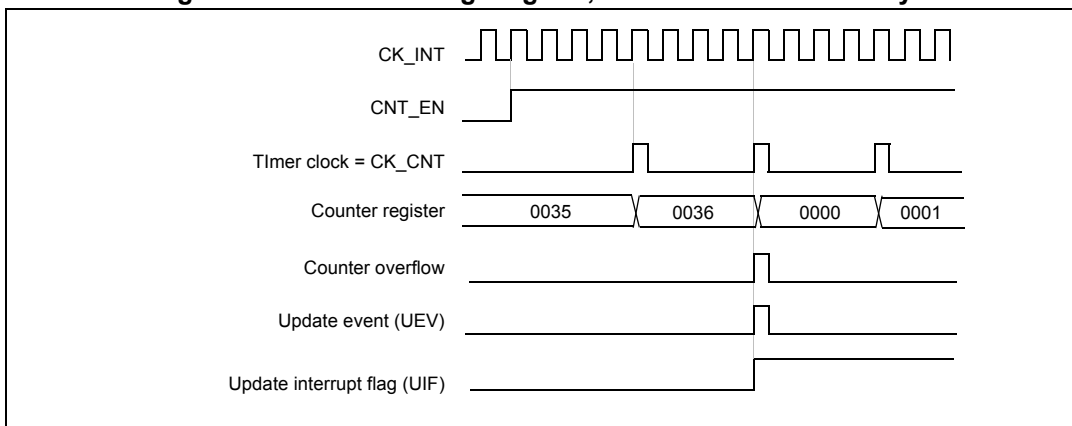 CK_INT
CNT_EN
TImer clock = CK_CNT
Counter register 0035 0036 0000 0001
Counter overflow
Update event (UEV)
Update interrupt flag (UIF)